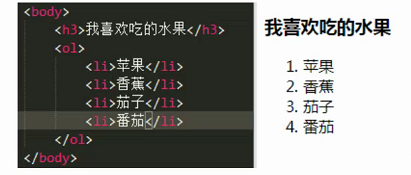 <body>
<h3>我喜欢吃的水果</h3>
<ol>
<li>苹果</li>
<li>香蕉</li>
<li>茄子</li>
<li>番茄</li>
</ol>
</body>
我喜欢吃的水果
1. 苹果
2. 香蕉
3. 茄子
4. 番茄